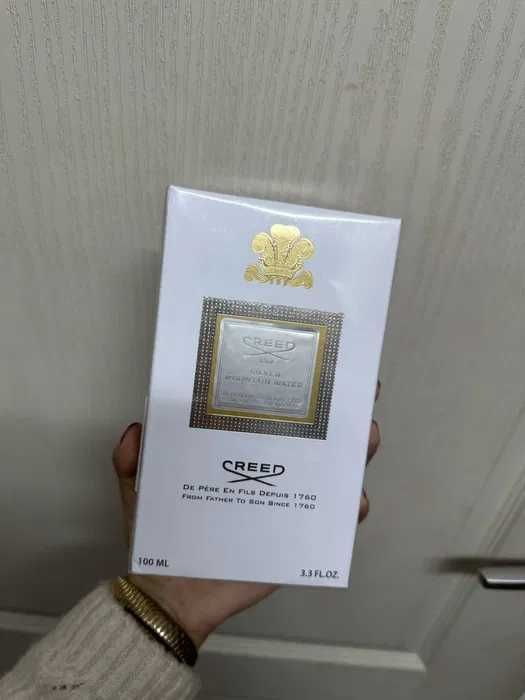 CREED
1760
SILVER
MOUNTAIN WATER
CREED
DE PÈRE EN FILS DEPUIS 1760
FROM FATHER TO SON SINCE 1760
100 ML
3.3 FL.OZ.